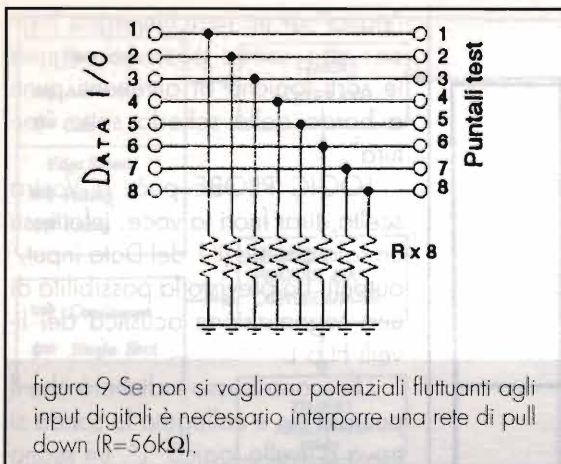 1 1
2 2
3 3
4 4
5 5
6 6
7 7
8 8
DATA I/O
Puntali test
R x 8
figura 9 Se non si vogliono potenziali fluttuanti agli
input digitali è necessario interporre una rete di pull
down (R=56kΩ).